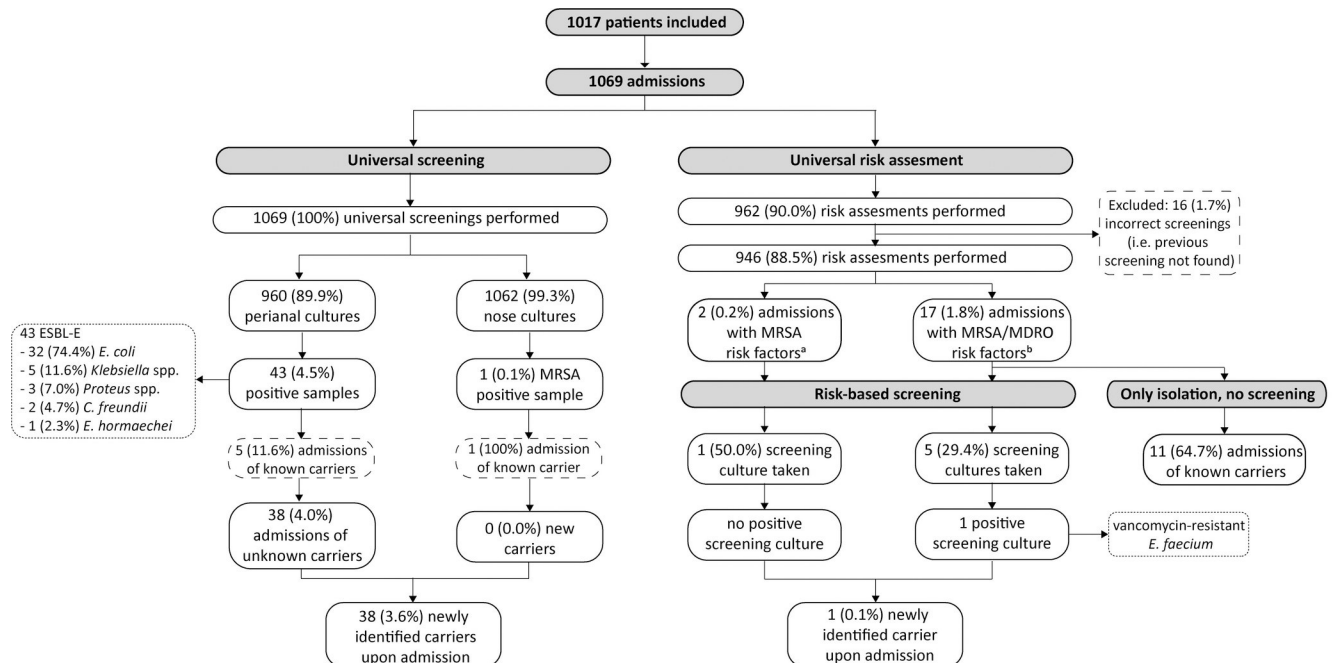 1017 patients included
1069 admissions
Universal screening
1069 (100%) universal screenings performed
960 (89.9%)
perianal cultures
1062 (99.3%)
nose cultures
43 ESBL-E
- 32 (74.4%) E. coli
- 5 (11.6%) Klebsiella spp.
- 3 (7.0%) Proteus spp.
- 2 (4.7%) C. freundii
- 1 (2.3%) E. hormaechei
43 (4.5%)
positive samples
1 (0.1%) MRSA
positive sample
5 (11.6%) admissions
of known carriers
1 (100%) admission
of known carrier
38 (4.0%)
admissions of
unknown carriers
0 (0.0%) new
carriers
38 (3.6%) newly
identified carriers
upon admission
Universal risk assesment
962 (90.0%) risk assesments performed
Excluded: 16 (1.7%)
incorrect screenings
(i.e. previous
screening not found)
946 (88.5%) risk assesments performed
2 (0.2%) admissions
with MRSA
risk factorsᵃ
17 (1.8%) admissions
with MRSA/MDRO
risk factorsᵇ
Risk-based screening
Only isolation, no screening
1 (50.0%) screening
culture taken
5 (29.4%) screening
cultures taken
11 (64.7%) admissions
of known carriers
no positive
screening culture
1 positive
screening culture
vancomycin-resistant
E. faecium
1 (0.1%) newly
identified carrier
upon admission